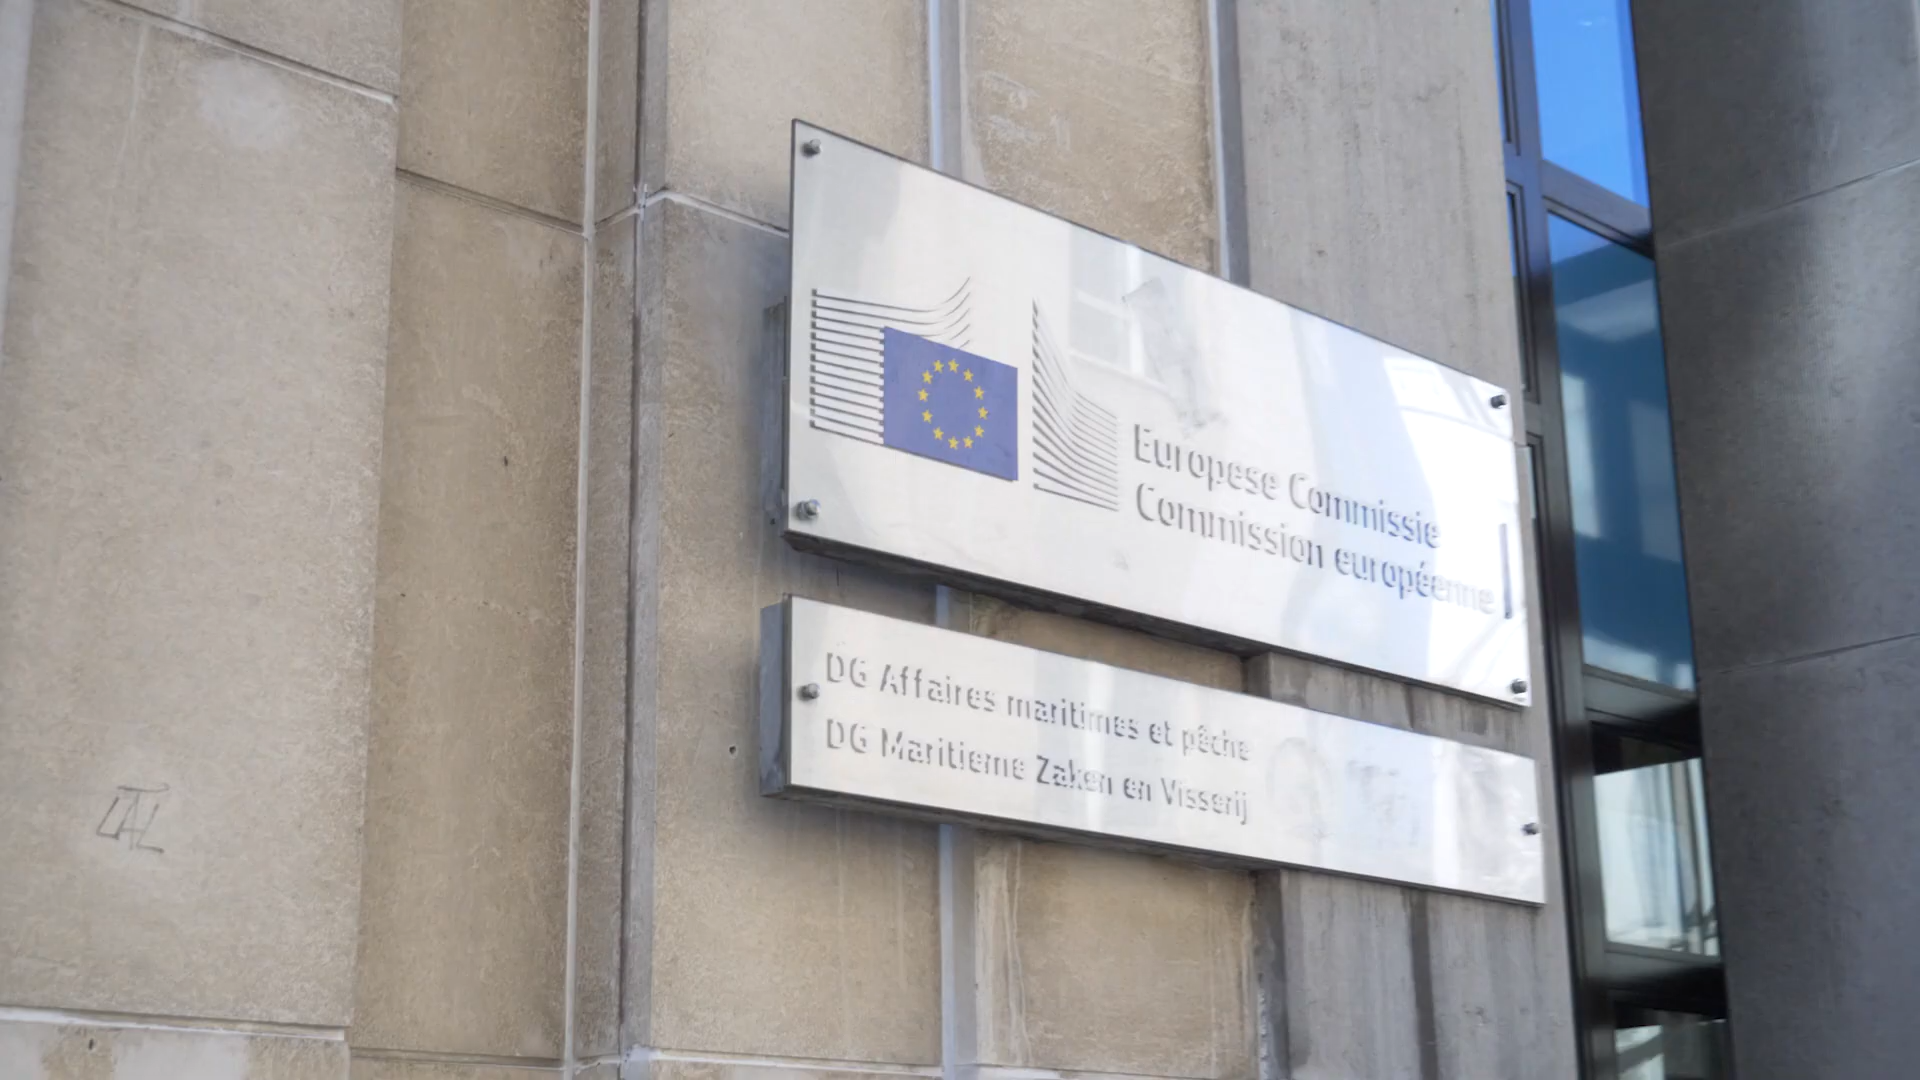 Europese Commissie
Commission européenne
DG Affaires maritimes et pêche
DG Maritieme Zaken en Visserij